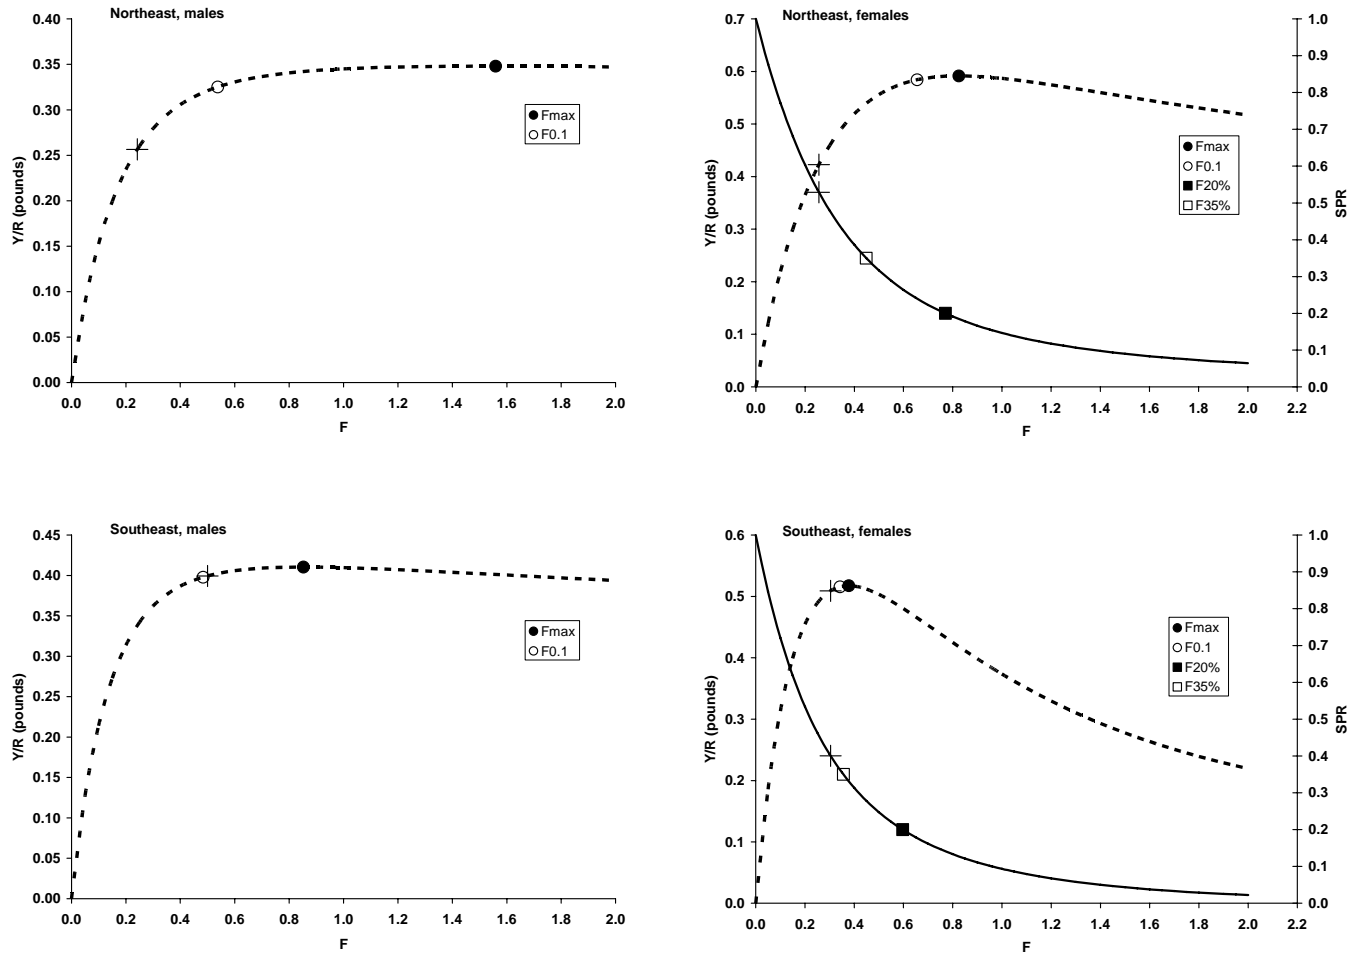 Northeast, males
0.40
0.35
0.30
0.25
0.20
0.15
0.10
0.05
0.00
Y/R (pounds)
0.0 0.2 0.4 0.6 0.8 1.0 1.2 1.4 1.6 1.8 2.0
F
Fmax
F0.1
Northeast, females
0.7
0.6
0.5
0.4
0.3
0.2
0.1
0.0
Y/R (pounds)
0.0 0.2 0.4 0.6 0.8 1.0 1.2 1.4 1.6 1.8 2.0 2.2
F
1.0
0.9
0.8
0.7
0.6
0.5
0.4
0.3
0.2
0.1
0.0
SPR
Fmax
F0.1
F20%
F35%
Southeast, males
0.45
0.40
0.35
0.30
0.25
0.20
0.15
0.10
0.05
0.00
Y/R (pounds)
0.0 0.2 0.4 0.6 0.8 1.0 1.2 1.4 1.6 1.8 2.0
F
Fmax
F0.1
Southeast, females
0.6
0.5
0.4
0.3
0.2
0.1
0.0
Y/R (pounds)
0.0 0.2 0.4 0.6 0.8 1.0 1.2 1.4 1.6 1.8 2.0 2.2
F
1.0
0.9
0.8
0.7
0.6
0.5
0.4
0.3
0.2
0.1
0.0
SPR
Fmax
F0.1
F20%
F35%